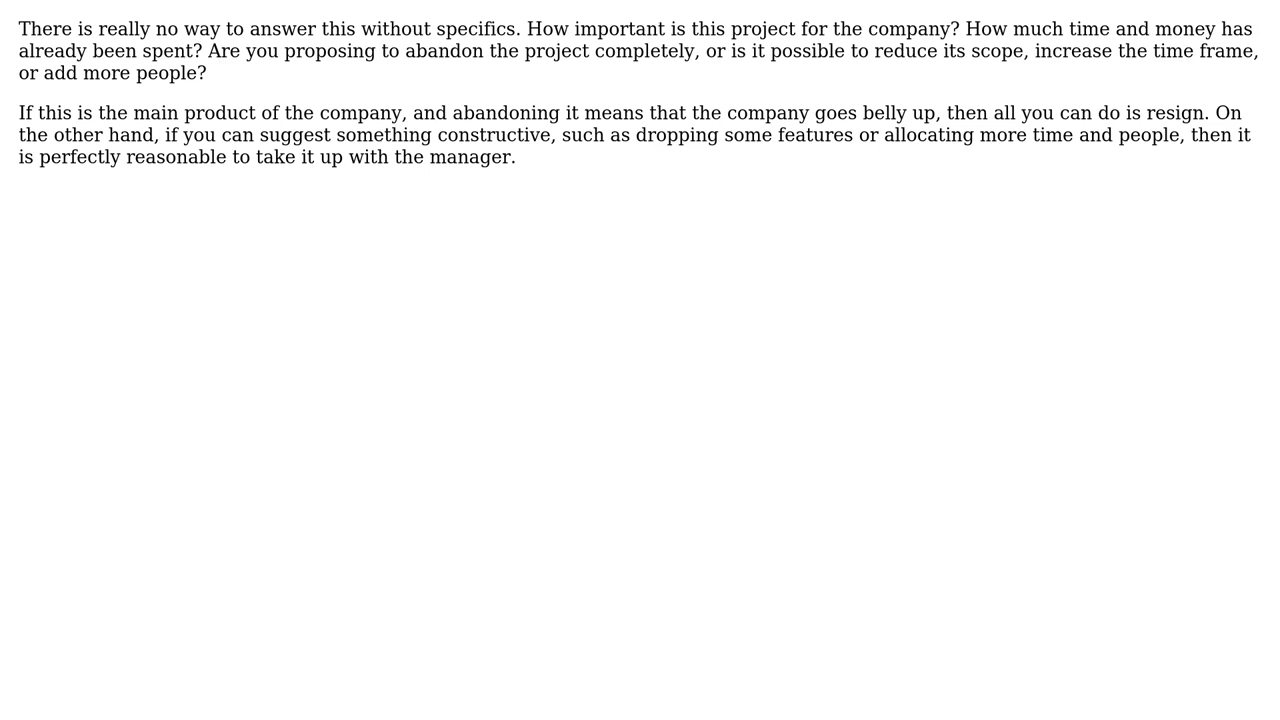 There is really no way to answer this without specifics. How important is this project for the company? How much time and money has
already been spent? Are you proposing to abandon the project completely, or is it possible to reduce its scope, increase the time frame,
or add more people?
If this is the main product of the company, and abandoning it means that the company goes belly up, then all you can do is resign. On
the other hand, if you can suggest something constructive, such as dropping some features or allocating more time and people, then it
is perfectly reasonable to take it up with the manager.